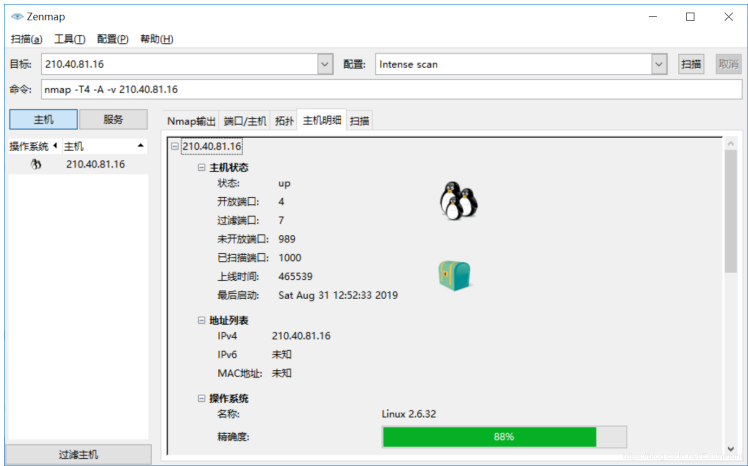 Zenmap
扫描(a) 工具(T) 配置(P) 帮助(H)
目标: 210.40.81.16 配置: Intense scan 扫描 取消
命令: nmap -T4 -A -v 210.40.81.16
主机 服务 Nmap输出 端口/主机 拓扑 主机明细 扫描
操作系统 主机
210.40.81.16
210.40.81.16
主机状态
状态: up
开放端口: 4
过滤端口: 7
未开放端口: 989
已扫描端口: 1000
上线时间: 465539
最后启动: Sat Aug 31 12:52:33 2019
地址列表
IPv4 210.40.81.16
IPv6 未知
MAC地址: 未知
操作系统
名称: Linux 2.6.32
精确度: 88%
过滤主机